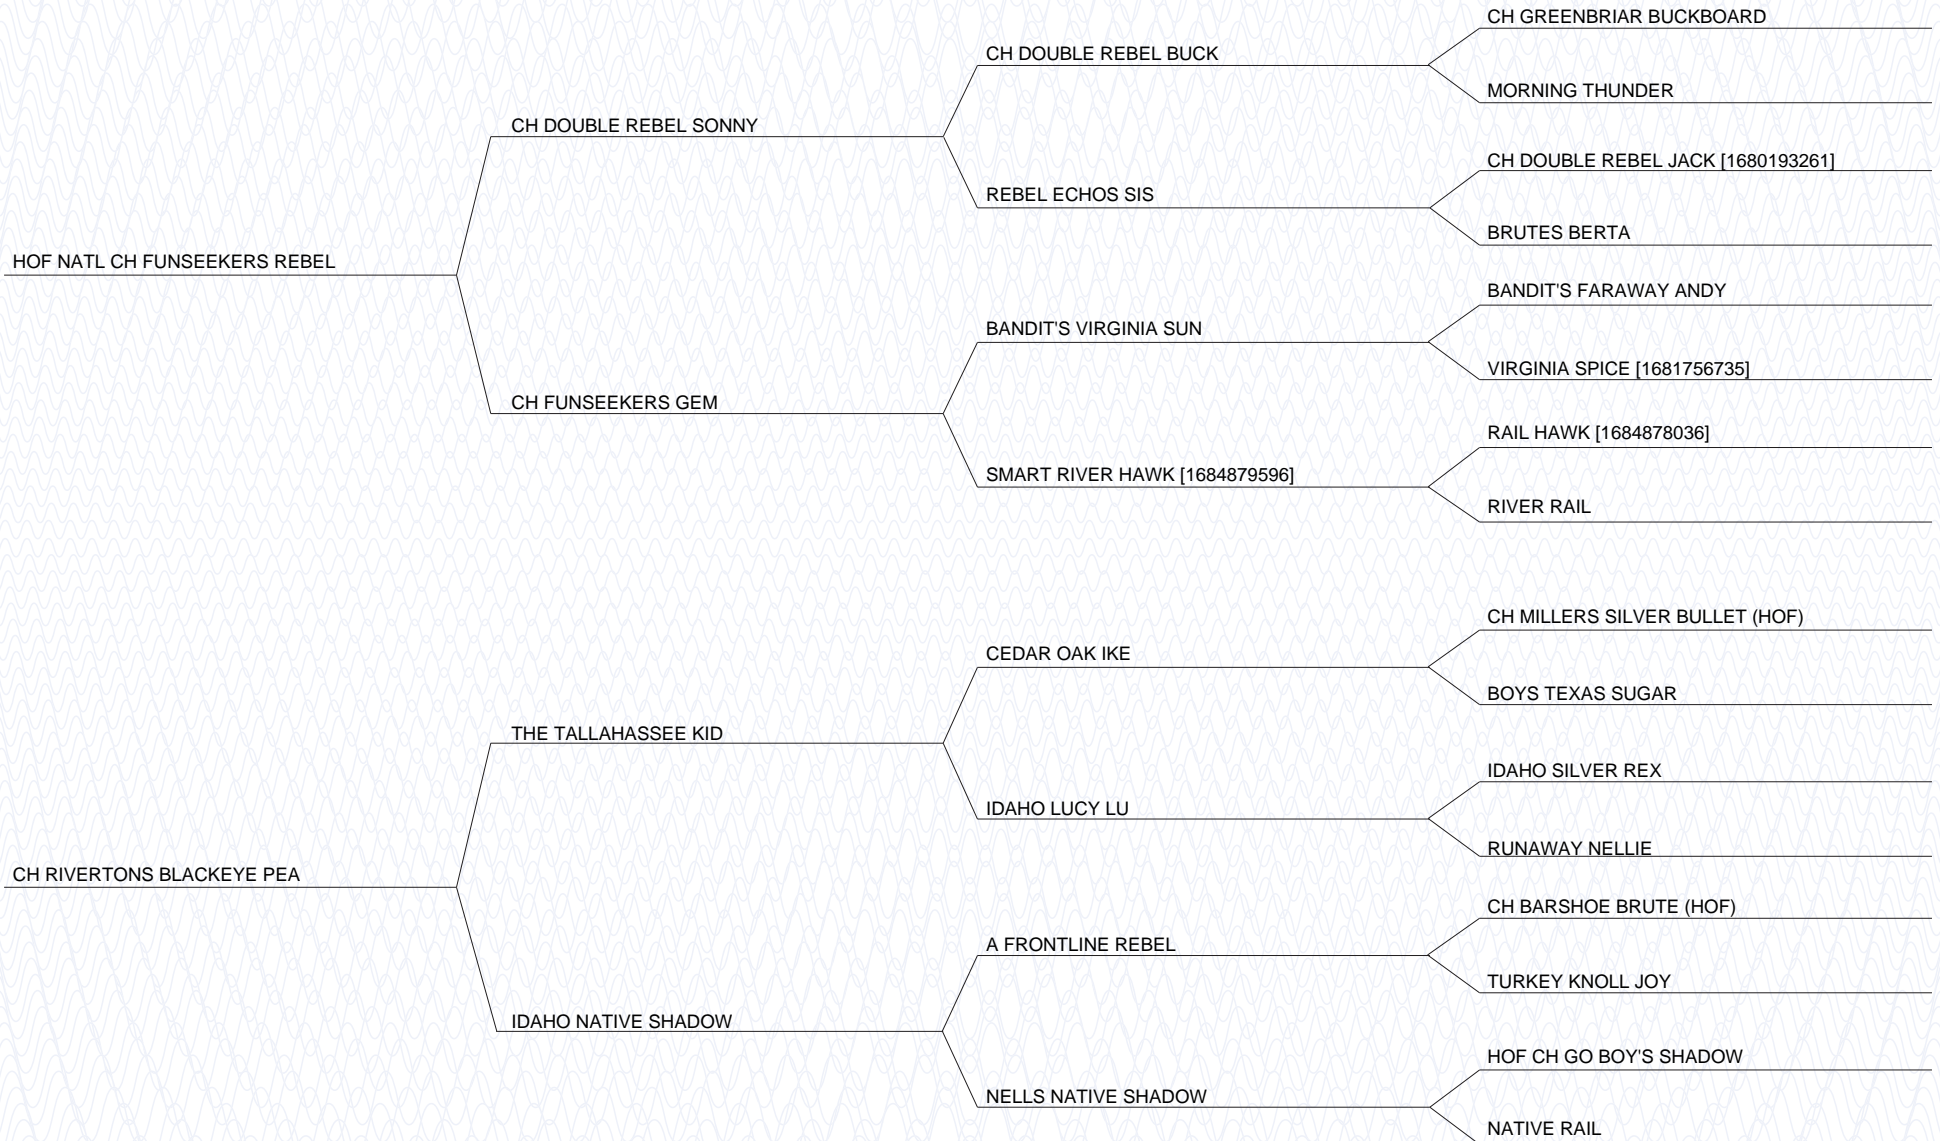 CH GREENBRIAR BUCKBOARD
CH DOUBLE REBEL BUCK
MORNING THUNDER
CH DOUBLE REBEL SONNY
CH DOUBLE REBEL JACK [1680193261]
REBEL ECHOS SIS
BRUTES BERTA
HOF NATL CH FUNSEEKERS REBEL
BANDIT'S FARAWAY ANDY
BANDIT'S VIRGINIA SUN
VIRGINIA SPICE [1681756735]
CH FUNSEEKERS GEM
RAIL HAWK [1684878036]
SMART RIVER HAWK [1684879596]
RIVER RAIL
CH MILLERS SILVER BULLET (HOF)
CEDAR OAK IKE
BOYS TEXAS SUGAR
THE TALLAHASSEE KID
IDAHO SILVER REX
IDAHO LUCY LU
RUNAWAY NELLIE
CH RIVERTONS BLACKEYE PEA
CH BARSHOE BRUTE (HOF)
A FRONTLINE REBEL
TURKEY KNOLL JOY
IDAHO NATIVE SHADOW
HOF CH GO BOY'S SHADOW
NELLS NATIVE SHADOW
NATIVE RAIL